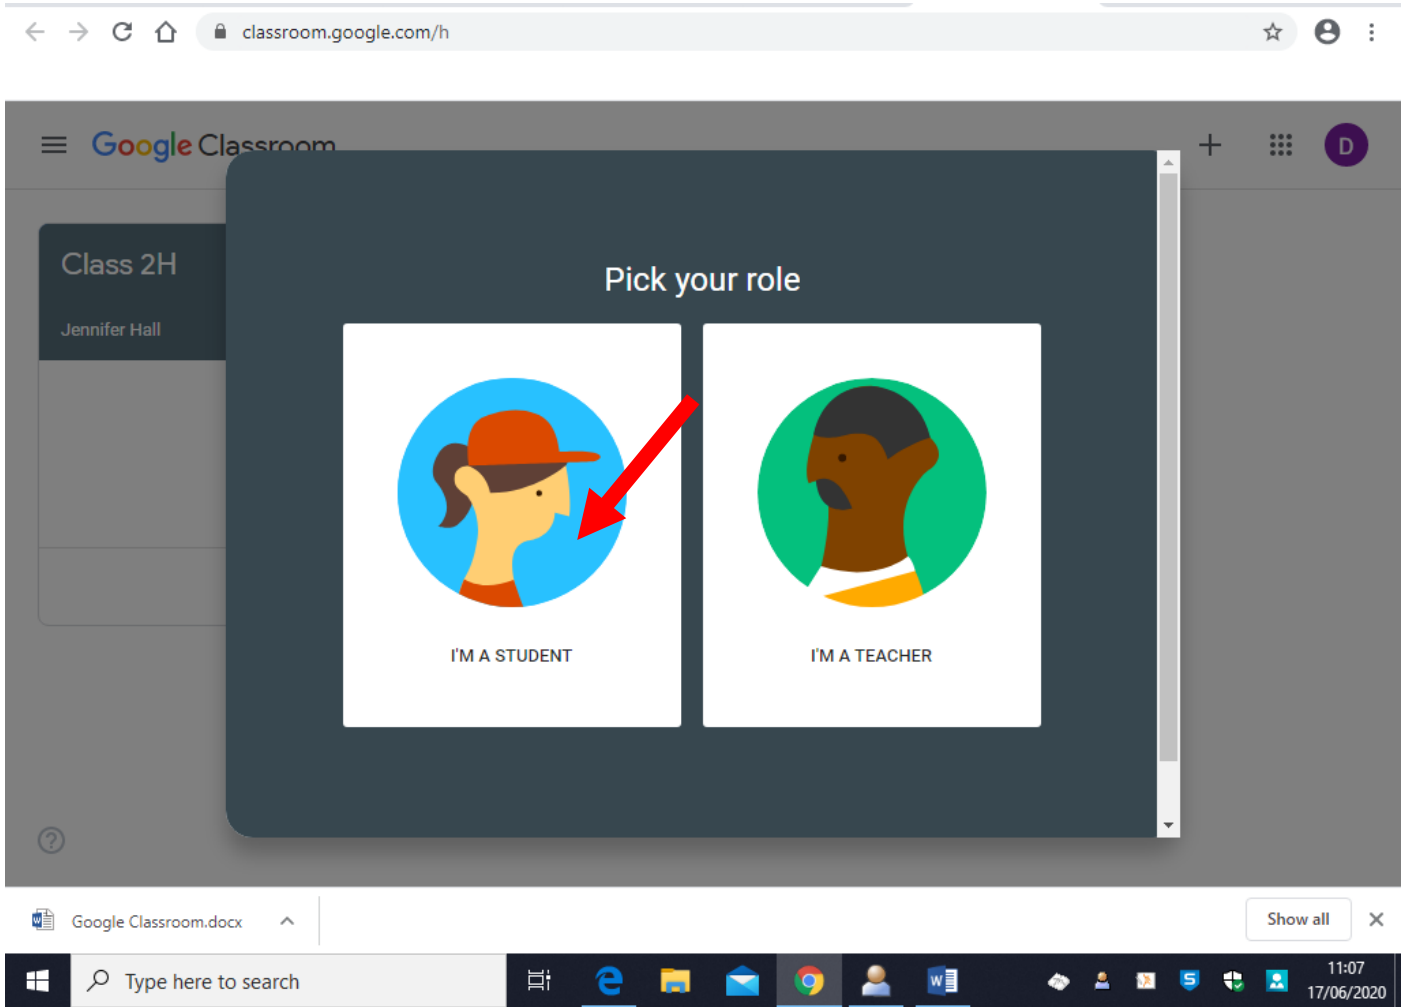 classroom.google.com/h
Google Classroom
D
Class 2H
Jennifer Hall
Pick your role
I'M A STUDENT
I'M A TEACHER
Google Classroom.docx
Show all
Type here to search
11:07
17/06/2020